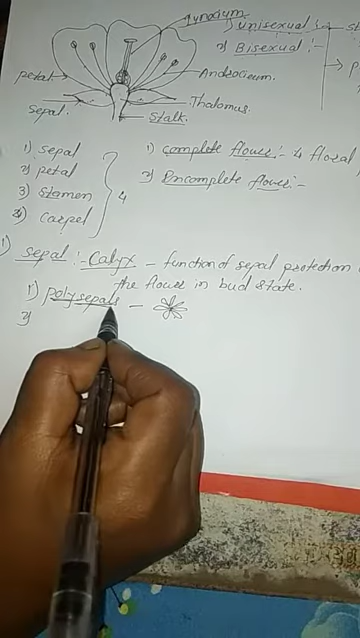 Gynoecium.
1) Unisexual :-
2) Bisexual :-
petal
Androecium.
Sepal.
Thalamus.
Stalk.
1) Sepal
2) petal
3) stamen
4) carpel
4
1) complete flower :- 4 floral
2) Incomplete flower :-
1) Sepal :- Calyx - function of sepal protection
the flower in bud state.
1) polysepals -
2)